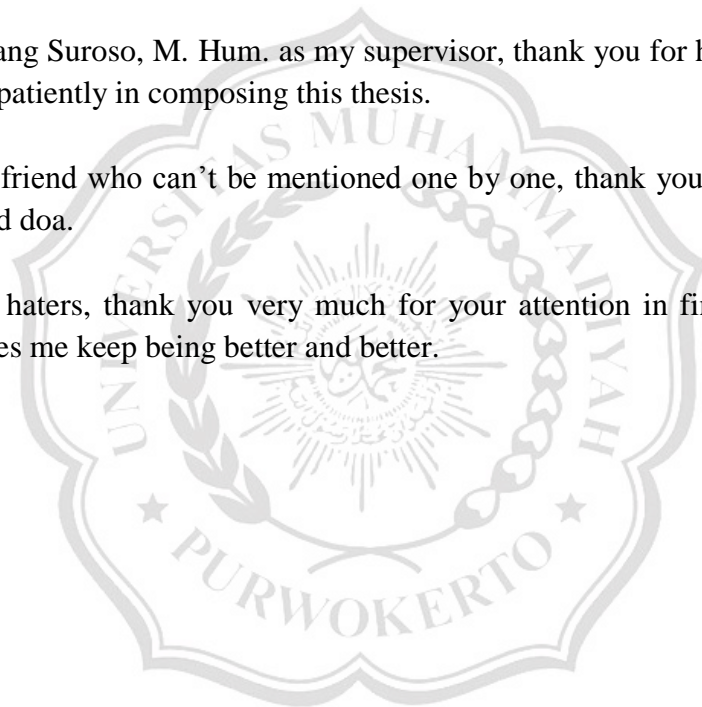 ang Suroso, M. Hum. as my supervisor, thank you for h
patiently in composing this thesis.
friend who can't be mentioned one by one, thank you
d doa.
haters, thank you very much for your attention in fin
es me keep being better and better.
UNIVERSITAS MUHAMMADIYAH
PURWOKERTO